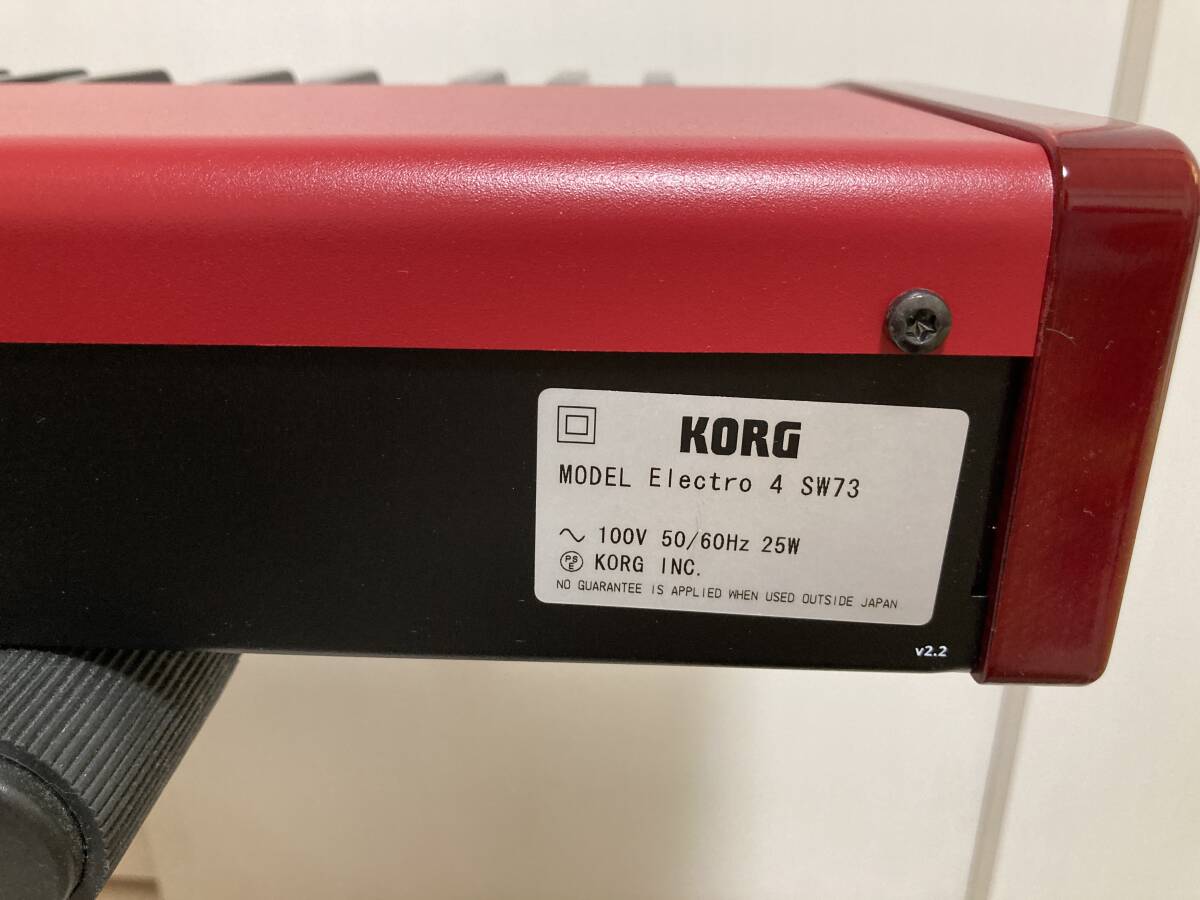 KORG
MODEL Electro 4 SW73
~ 100V 50/60Hz 25W
PSE KORG INC.
NO GUARANTEE IS APPLIED WHEN USED OUTSIDE JAPAN
v2.2